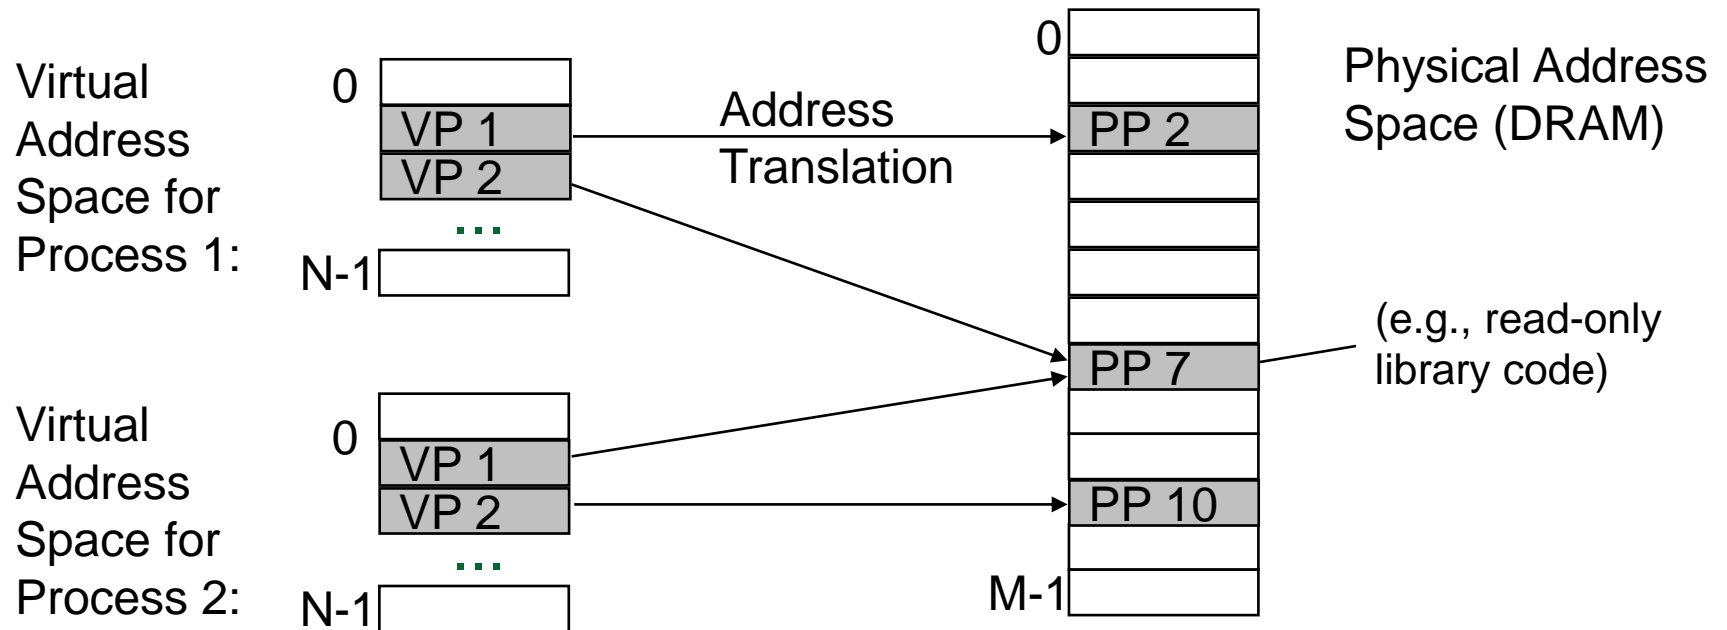 Virtual
Address
Space for
Process 1:
0
VP 1
VP 2
...
N-1
Address
Translation
0
PP 2
PP 7
PP 10
M-1
Physical Address
Space (DRAM)
(e.g., read-only
library code)
Virtual
Address
Space for
Process 2:
0
VP 1
VP 2
...
N-1